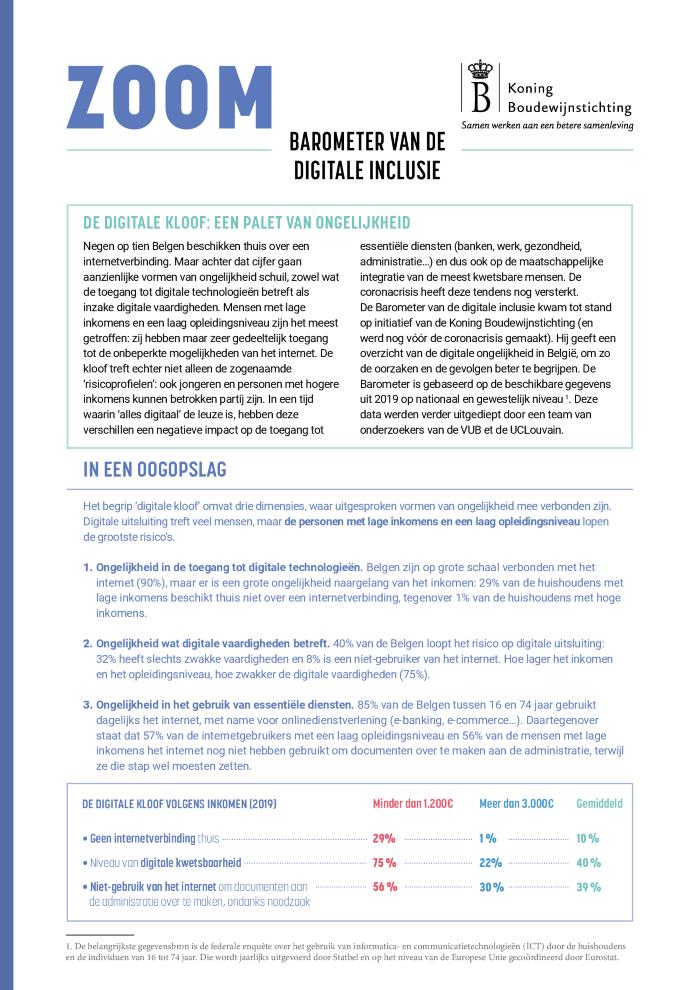 ZOOM
BAROMETER VAN DE
DIGITALE INCLUSIE
B
Koning
Boudewijnstichting
Samen werken aan een betere samenleving
DE DIGITALE KLOOF: EEN PALET VAN ONGELIJKHEID
Negen op tien Belgen beschikken thuis over een
internetverbinding. Maar achter dat cijfer gaan
aanzienlijke vormen van ongelijkheid schuil, zowel wat
de toegang tot digitale technologieën betreft als
inzake digitale vaardigheden. Mensen met lage
inkomens en een laag opleidingsniveau zijn het meest
getroffen: zij hebben maar zeer gedeeltelijk toegang
tot de onbeperkte mogelijkheden van het internet. De
kloof treft echter niet alleen de zogenaamde
‘risicoprofielen’: ook jongeren en personen met hogere
inkomens kunnen betrokken partij zijn. In een tijd
waarin ‘alles digitaal’ de leuze is, hebben deze
verschillen een negatieve impact op de toegang tot
essentiële diensten (banken, werk, gezondheid,
administratie…) en dus ook op de maatschappelijke
integratie van de meest kwetsbare mensen. De
coronacrisis heeft deze tendens nog versterkt.
De Barometer van de digitale inclusie kwam tot stand
op initiatief van de Koning Boudewijnstichting (en
werd nog vóór de coronacrisis gemaakt). Hij geeft een
overzicht van de digitale ongelijkheid in België, om zo
de oorzaken en de gevolgen beter te begrijpen. De
Barometer is gebaseerd op de beschikbare gegevens
uit 2019 op nationaal en gewestelijk niveau ¹. Deze
data werden verder uitgediept door een team van
onderzoekers van de VUB et de UCLouvain.
IN EEN OOGOPSLAG
Het begrip ‘digitale kloof’ omvat drie dimensies, waar uitgesproken vormen van ongelijkheid mee verbonden zijn.
Digitale uitsluiting treft veel mensen, maar de personen met lage inkomens en een laag opleidingsniveau lopen
de grootste risico’s.
1. Ongelijkheid in de toegang tot digitale technologieën. Belgen zijn op grote schaal verbonden met het
internet (90%), maar er is een grote ongelijkheid naargelang van het inkomen: 29% van de huishoudens met
lage inkomens beschikt thuis niet over een internetverbinding, tegenover 1% van de huishoudens met hoge
inkomens.
2. Ongelijkheid wat digitale vaardigheden betreft. 40% van de Belgen loopt het risico op digitale uitsluiting:
32% heeft slechts zwakke vaardigheden en 8% is een niet-gebruiker van het internet. Hoe lager het inkomen
en het opleidingsniveau, hoe zwakker de digitale vaardigheden (75%).
3. Ongelijkheid in het gebruik van essentiële diensten. 85% van de Belgen tussen 16 en 74 jaar gebruikt
dagelijks het internet, met name voor onlinedienstverlening (e-banking, e-commerce…). Daartegenover
staat dat 57% van de internetgebruikers met een laag opleidingsniveau en 56% van de mensen met lage
inkomens het internet nog niet hebben gebruikt om documenten over te maken aan de administratie, terwijl
ze die stap wel moesten zetten.
DE DIGITALE KLOOF VOLGENS INKOMEN (2019) Minder dan 1.200€ Meer dan 3.000€ Gemiddeld
• Geen internetverbinding thuis 29% 1% 10%
• Niveau van digitale kwetsbaarheid 75% 22% 40%
• Niet-gebruik van het internet om documenten aan 56% 30% 39%
de administratie over te maken, ondanks noodzaak
1. De belangrijkste gegevensbron is de federale enquête over het gebruik van informatica- en communicatietechnologieën (ICT) door de huishoudens
en de individuen van 16 tot 74 jaar. Die wordt jaarlijks uitgevoerd door Statbel en op het niveau van de Europese Unie gecoördineerd door Eurostat.